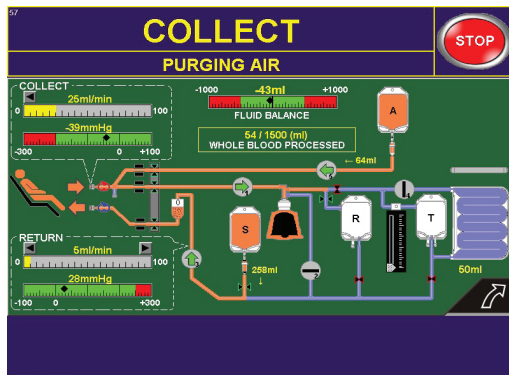 57
COLLECT
PURGING AIR
STOP
COLLECT
25ml/min
0 100
-39mmHg
-300 0 +100
-1000 -43ml +1000
FLUID BALANCE
54 / 1500 (ml)
WHOLE BLOOD PROCESSED
A
← 64ml
S
R
T
258ml
↓
50ml
RETURN
5ml/min
0 100
28mmHg
-100 0 +300